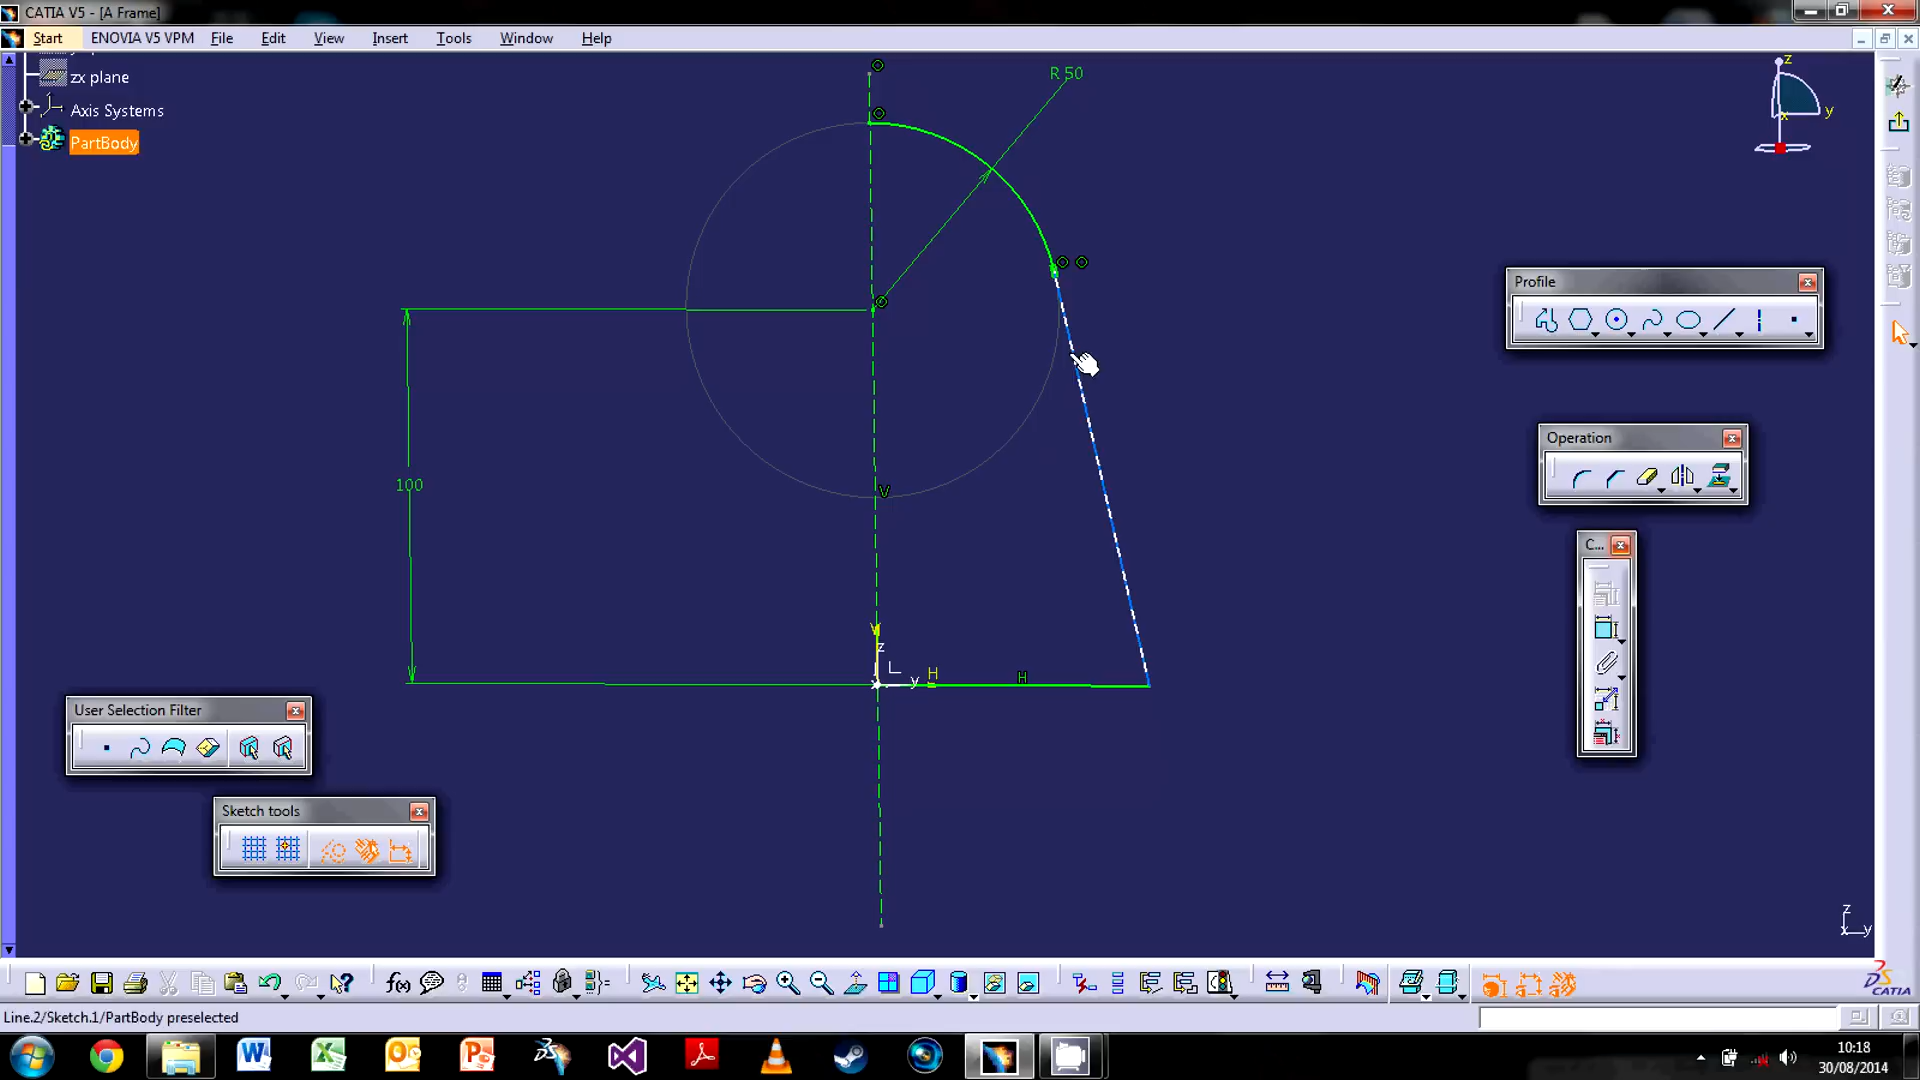 CATIA V5 - [A Frame]
Start ENOVIA V5 VPM File Edit View Insert Tools Window Help
zx plane
Axis Systems
PartBody
R 50
z
y
x
Profile
Operation
C...
100
V
V
z
y
H
H
User Selection Filter
Sketch tools
z
x y
f(x)
CATIA
Line.2/Sketch.1/PartBody preselected
10:18
30/08/2014